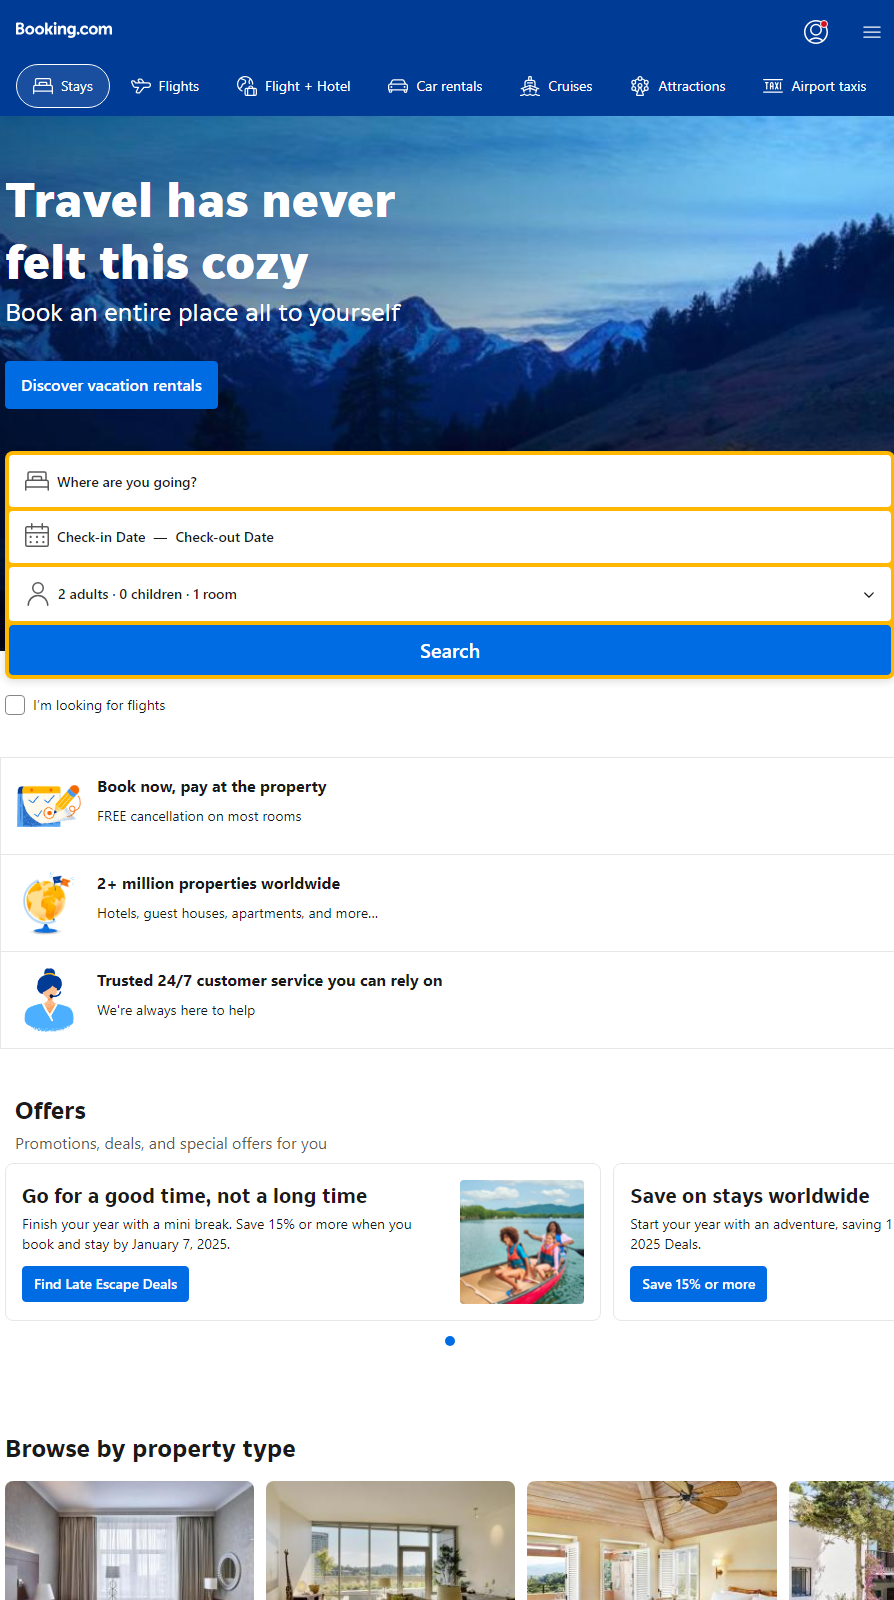 Booking.com
Stays
Flights
Flight + Hotel
Car rentals
Cruises
Attractions
TAXI
Airport taxis
Travel has never
felt this cozy
Book an entire place all to yourself
Discover vacation rentals
Where are you going?
Check-in Date — Check-out Date
2 adults · 0 children · 1 room
Search
I'm looking for flights
Book now, pay at the property
FREE cancellation on most rooms
2+ million properties worldwide
Hotels, guest houses, apartments, and more…
Trusted 24/7 customer service you can rely on
We're always here to help
Offers
Promotions, deals, and special offers for you
Go for a good time, not a long time
Finish your year with a mini break. Save 15% or more when you
book and stay by January 7, 2025.
Find Late Escape Deals
Save on stays worldwide
Start your year with an adventure, saving 1
2025 Deals.
Save 15% or more
Browse by property type